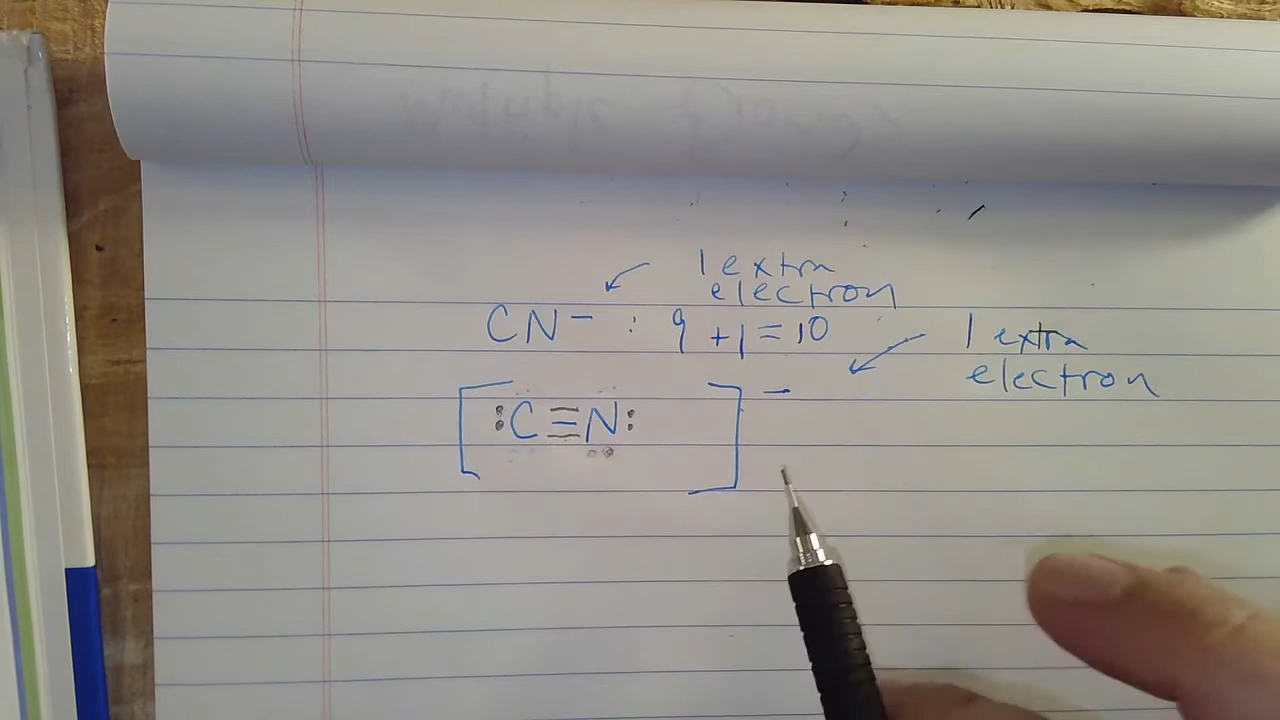 1 extra
electron
CN⁻ : 9 + 1 = 10
1 extra
electron
[:C≡N:]⁻